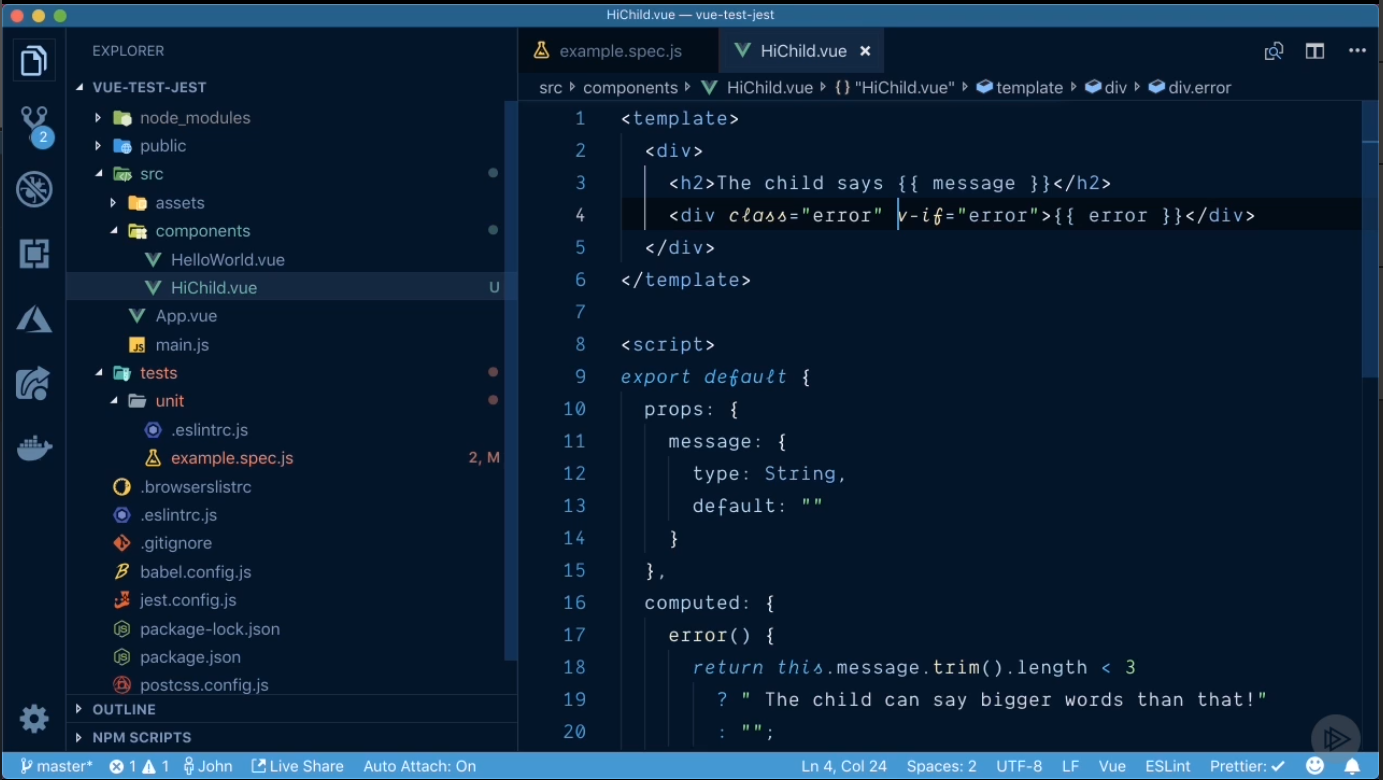 HiChild.vue — vue-test-jest
EXPLORER
VUE-TEST-JEST
node_modules
public
src
assets
components
HelloWorld.vue
HiChild.vue U
App.vue
JS main.js
tests
unit
.eslintrc.js
example.spec.js 2, M
.browserslistrc
.eslintrc.js
.gitignore
babel.config.js
jest.config.js
package-lock.json
package.json
postcss.config.js
OUTLINE
NPM SCRIPTS
2
example.spec.js HiChild.vue ×
src components HiChild.vue {} "HiChild.vue" template div div.error
1 <template>
2 <div>
3 <h2>The child says {{ message }}</h2>
4 <div class="error" v-if="error">{{ error }}</div>
5 </div>
6 </template>
7
8 <script>
9 export default {
10 props: {
11 message: {
12 type: String,
13 default: ""
14 }
15 },
16 computed: {
17 error() {
18 return this.message.trim().length < 3
19 ? " The child can say bigger words than that!"
20 : "";
master* 1 1 John Live Share Auto Attach: On Ln 4, Col 24 Spaces: 2 UTF-8 LF Vue ESLint Prettier: ✓